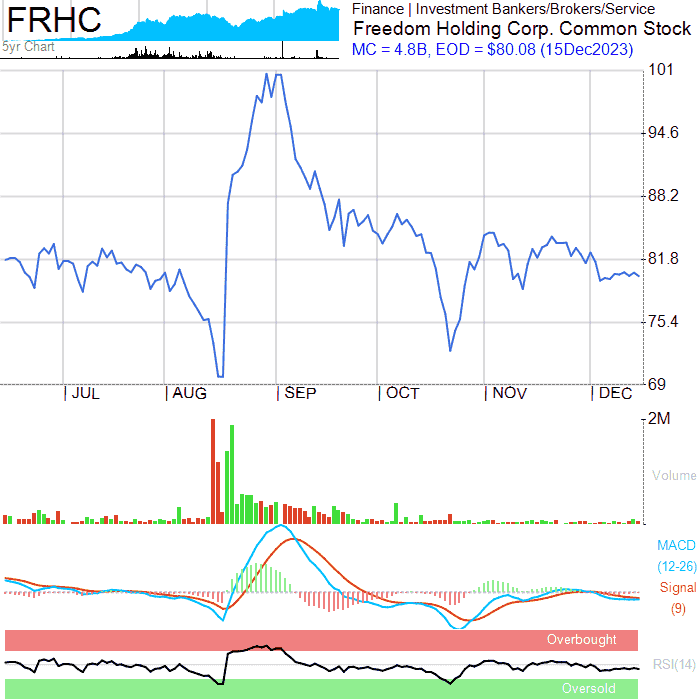 FRHC
Finance | Investment Bankers/Brokers/Service
Freedom Holding Corp. Common Stock
MC = 4.8B, EOD = $80.08 (15Dec2023)
5yr Chart
101
94.6
88.2
81.8
75.4
69
JUL
AUG
SEP
OCT
NOV
DEC
2M
Volume
MACD
(12-26)
Signal
(9)
Overbought
RSI(14)
Oversold